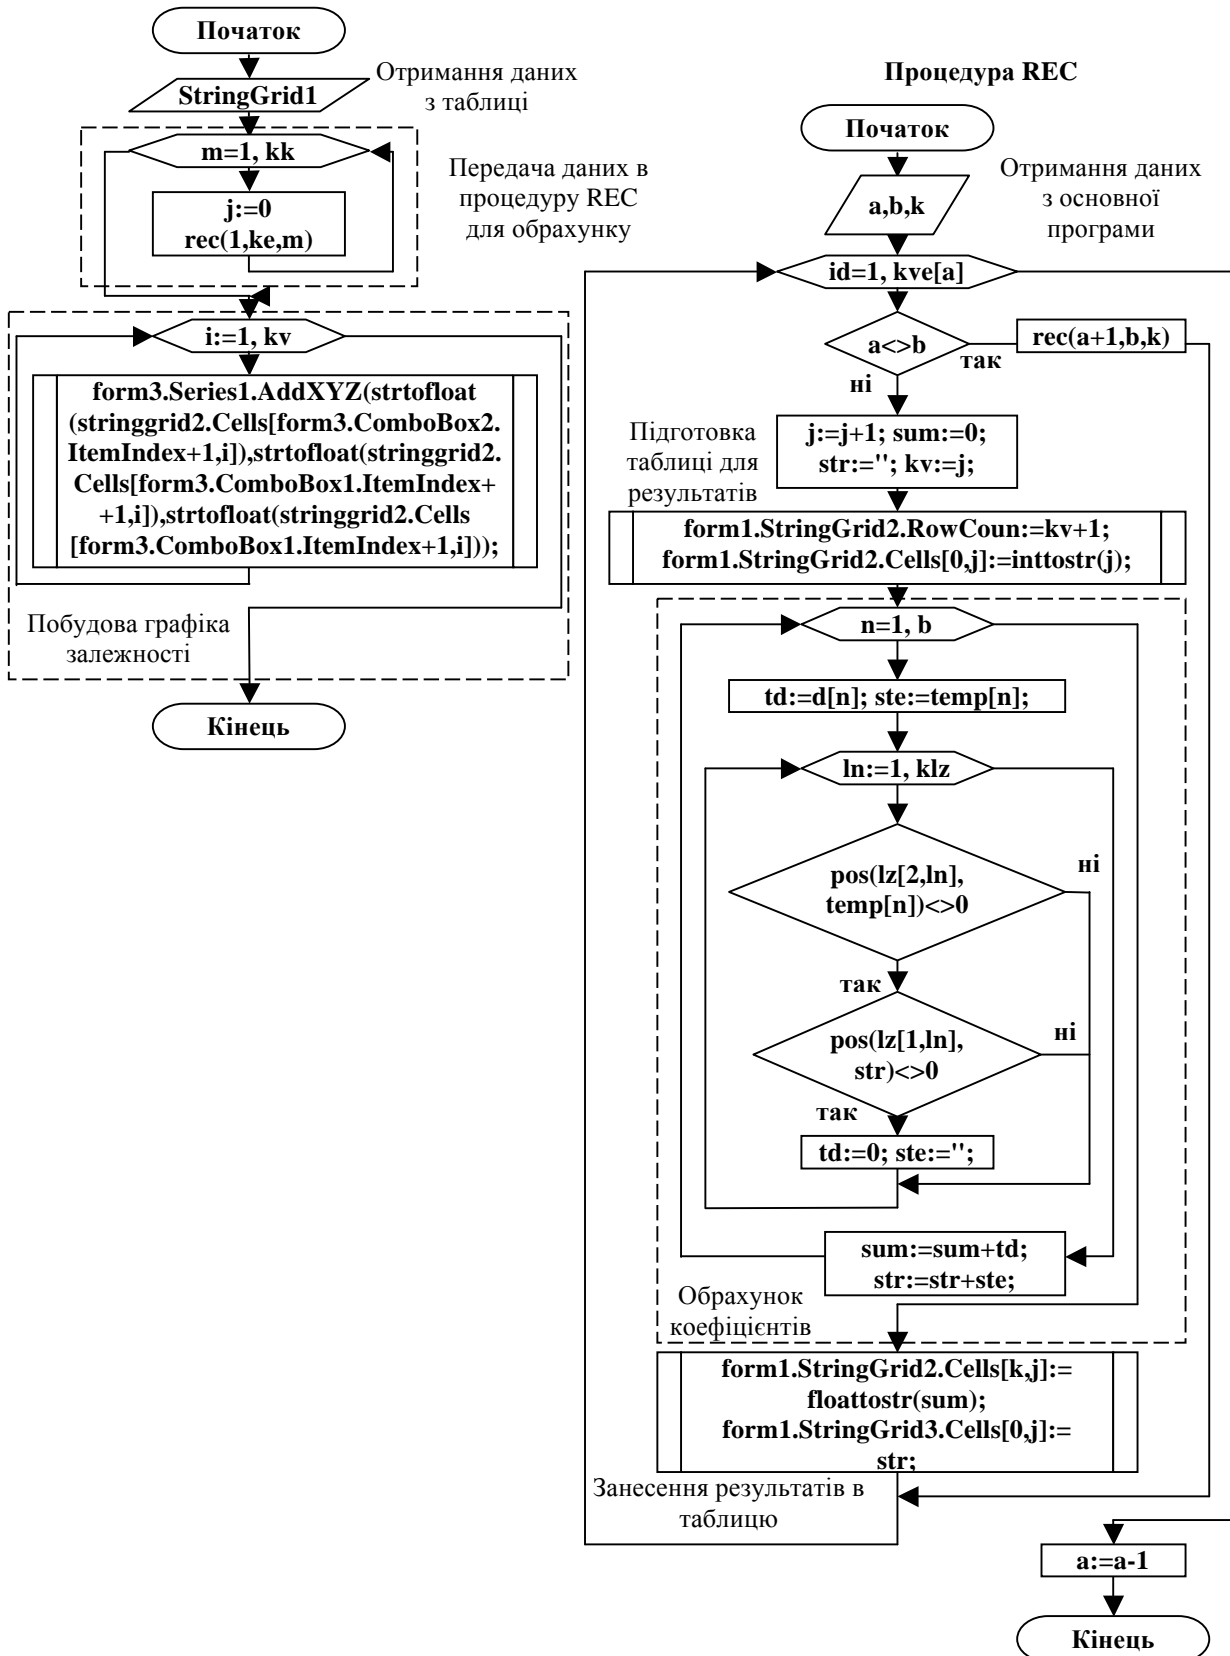 Початок
StringGrid1
Отримання даних
з таблиці
m=1, kk
j:=0
rec(1,ke,m)
Передача даних в
процедуру REC
для обрахунку
i:=1, kv
form3.Series1.AddXYZ(strtofloat
(stringgrid2.Cells[form3.ComboBox2.
ItemIndex+1,i]),strtofloat(stringgrid2.
Cells[form3.ComboBox1.ItemIndex+
+1,i]),strtofloat(stringgrid2.Cells
[form3.ComboBox1.ItemIndex+1,i]));
Побудова графіка
залежності
Кінець
Процедура REC
Початок
a,b,k
Отримання даних
з основної
програми
id=1, kve[a]
a<>b
так
rec(a+1,b,k)
ні
Підготовка
таблиці для
результатів
j:=j+1; sum:=0;
str:=''; kv:=j;
form1.StringGrid2.RowCoun:=kv+1;
form1.StringGrid2.Cells[0,j]:=inttostr(j);
n=1, b
td:=d[n]; ste:=temp[n];
ln:=1, klz
pos(lz[2,ln],
temp[n])<>0
ні
так
pos(lz[1,ln],
str)<>0
ні
так
td:=0; ste:='';
sum:=sum+td;
str:=str+ste;
Обрахунок
коефіцієнтів
form1.StringGrid2.Cells[k,j]:=
floattostr(sum);
form1.StringGrid3.Cells[0,j]:=
str;
Занесення результатів в
таблицю
a:=a-1
Кінець